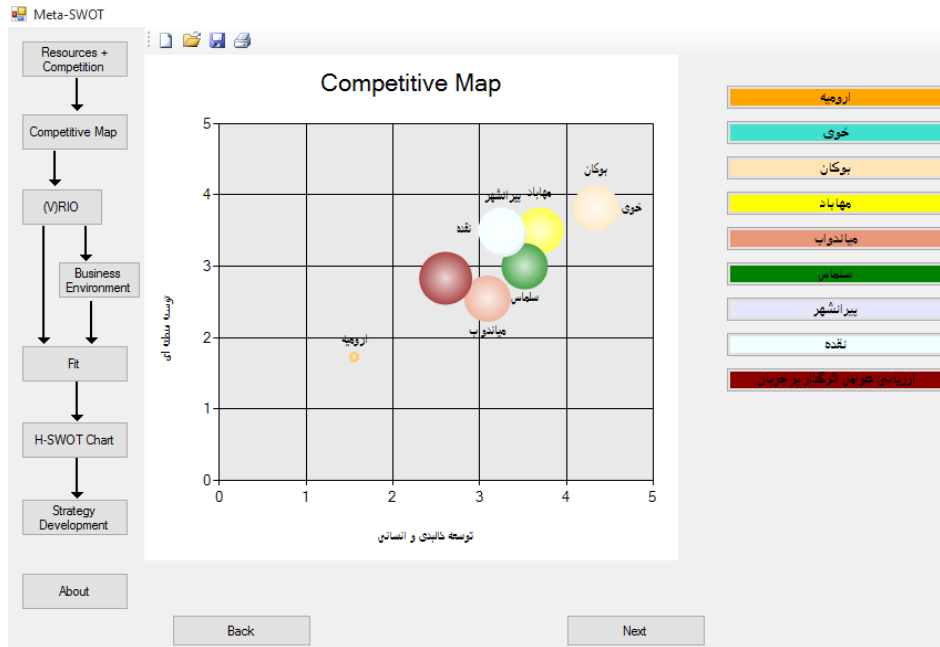 Meta-SWOT
Resources +
Competition
Competitive Map
(V)RIO
Business
Environment
Fit
H-SWOT Chart
Strategy
Development
About
Competitive Map
5
4
3
2
1
0
0 1 2 3 4 5
بوکان
خوی
مهاباد
پیرانشهر
نقده
سلماس
میاندواب
ارومیه
توسعه منطقه ای
توسعه کالبدی و انسانی
ارومیه
خوی
بوکان
مهاباد
میاندواب
سلماس
پیرانشهر
نقده
ارزیابی عوامل اثرگذار بر جریان
Back
Next